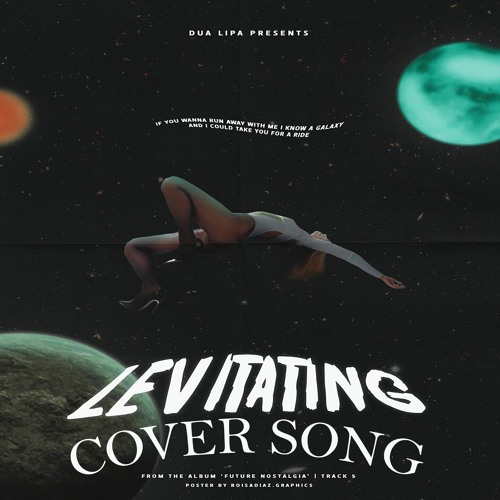 DUA LIPA PRESENTS
IF YOU WANNA RUN AWAY WITH ME I KNOW A GALAXY
AND I COULD TAKE YOU FOR A RIDE
LEVITATING
COVER SONG
FROM THE ALBUM 'FUTURE NOSTALGIA' | TRACK 5
POSTER BY ROISADIAZ.GRAPHICS